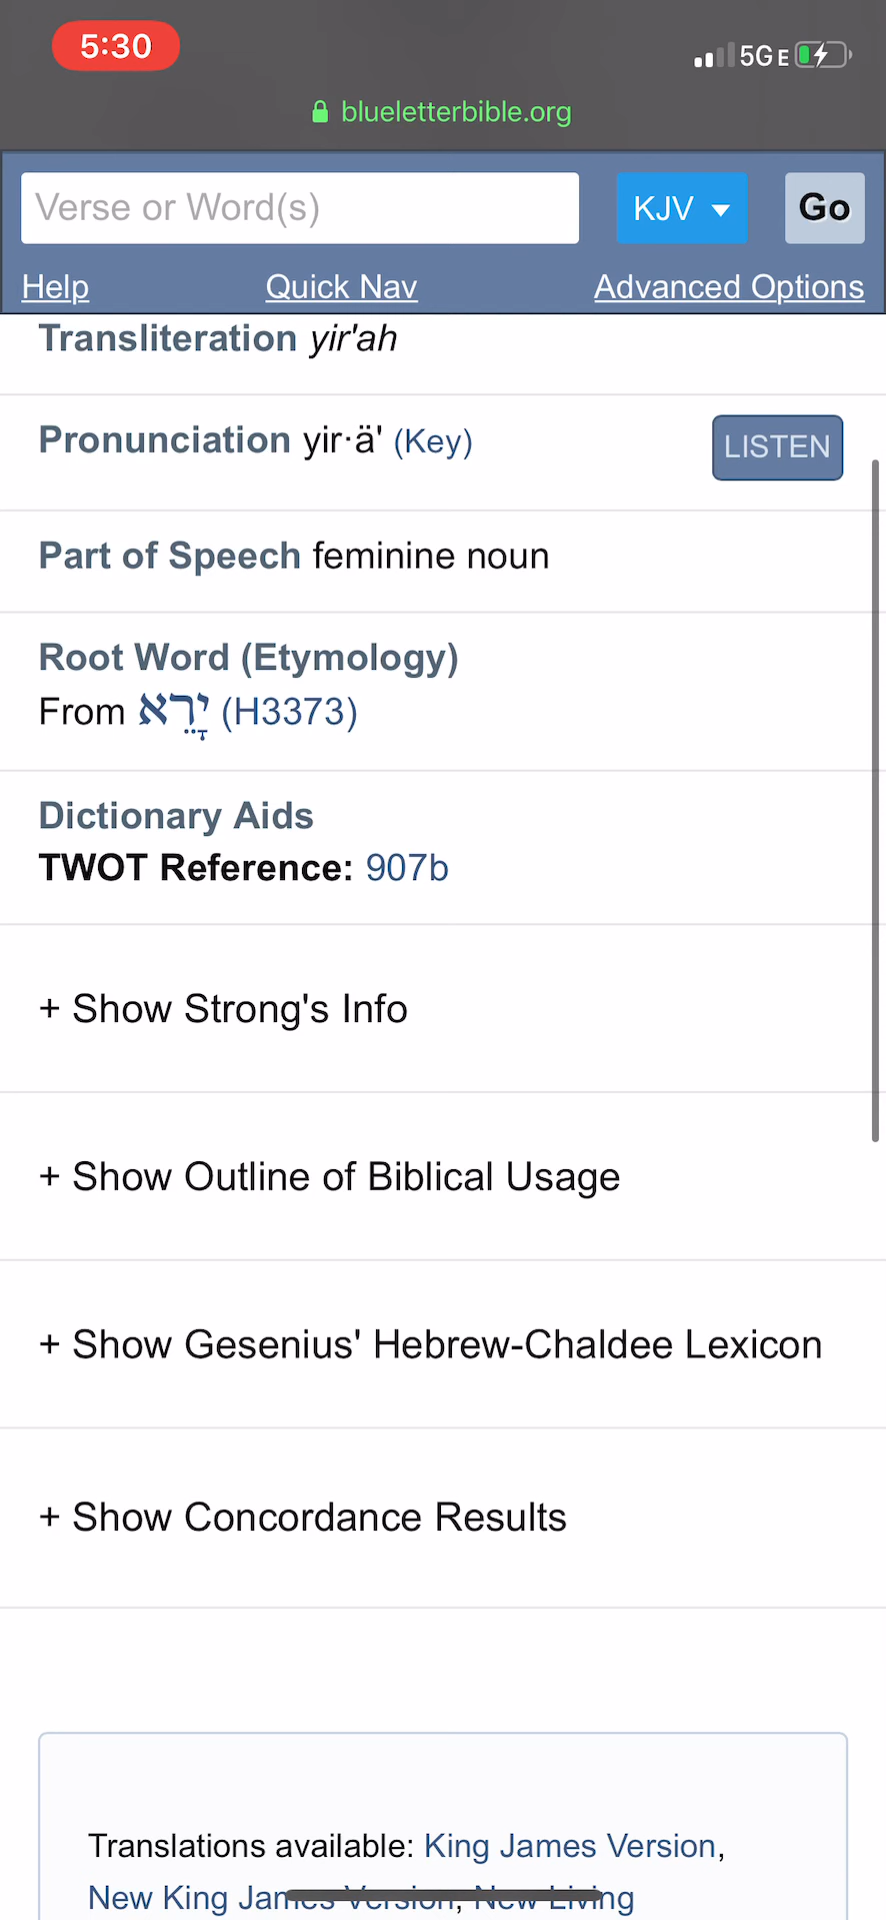 5:30
5GE
blueletterbible.org
Verse or Word(s)
KJV
Go
Help Quick Nav Advanced Options
Transliteration yir'ah
Pronunciation yir·ä' (Key)
LISTEN
Part of Speech feminine noun
Root Word (Etymology)
From יָרֵא (H3373)
Dictionary Aids
TWOT Reference: 907b
+ Show Strong's Info
+ Show Outline of Biblical Usage
+ Show Gesenius' Hebrew-Chaldee Lexicon
+ Show Concordance Results
Translations available: King James Version,
New King James Version, New Living